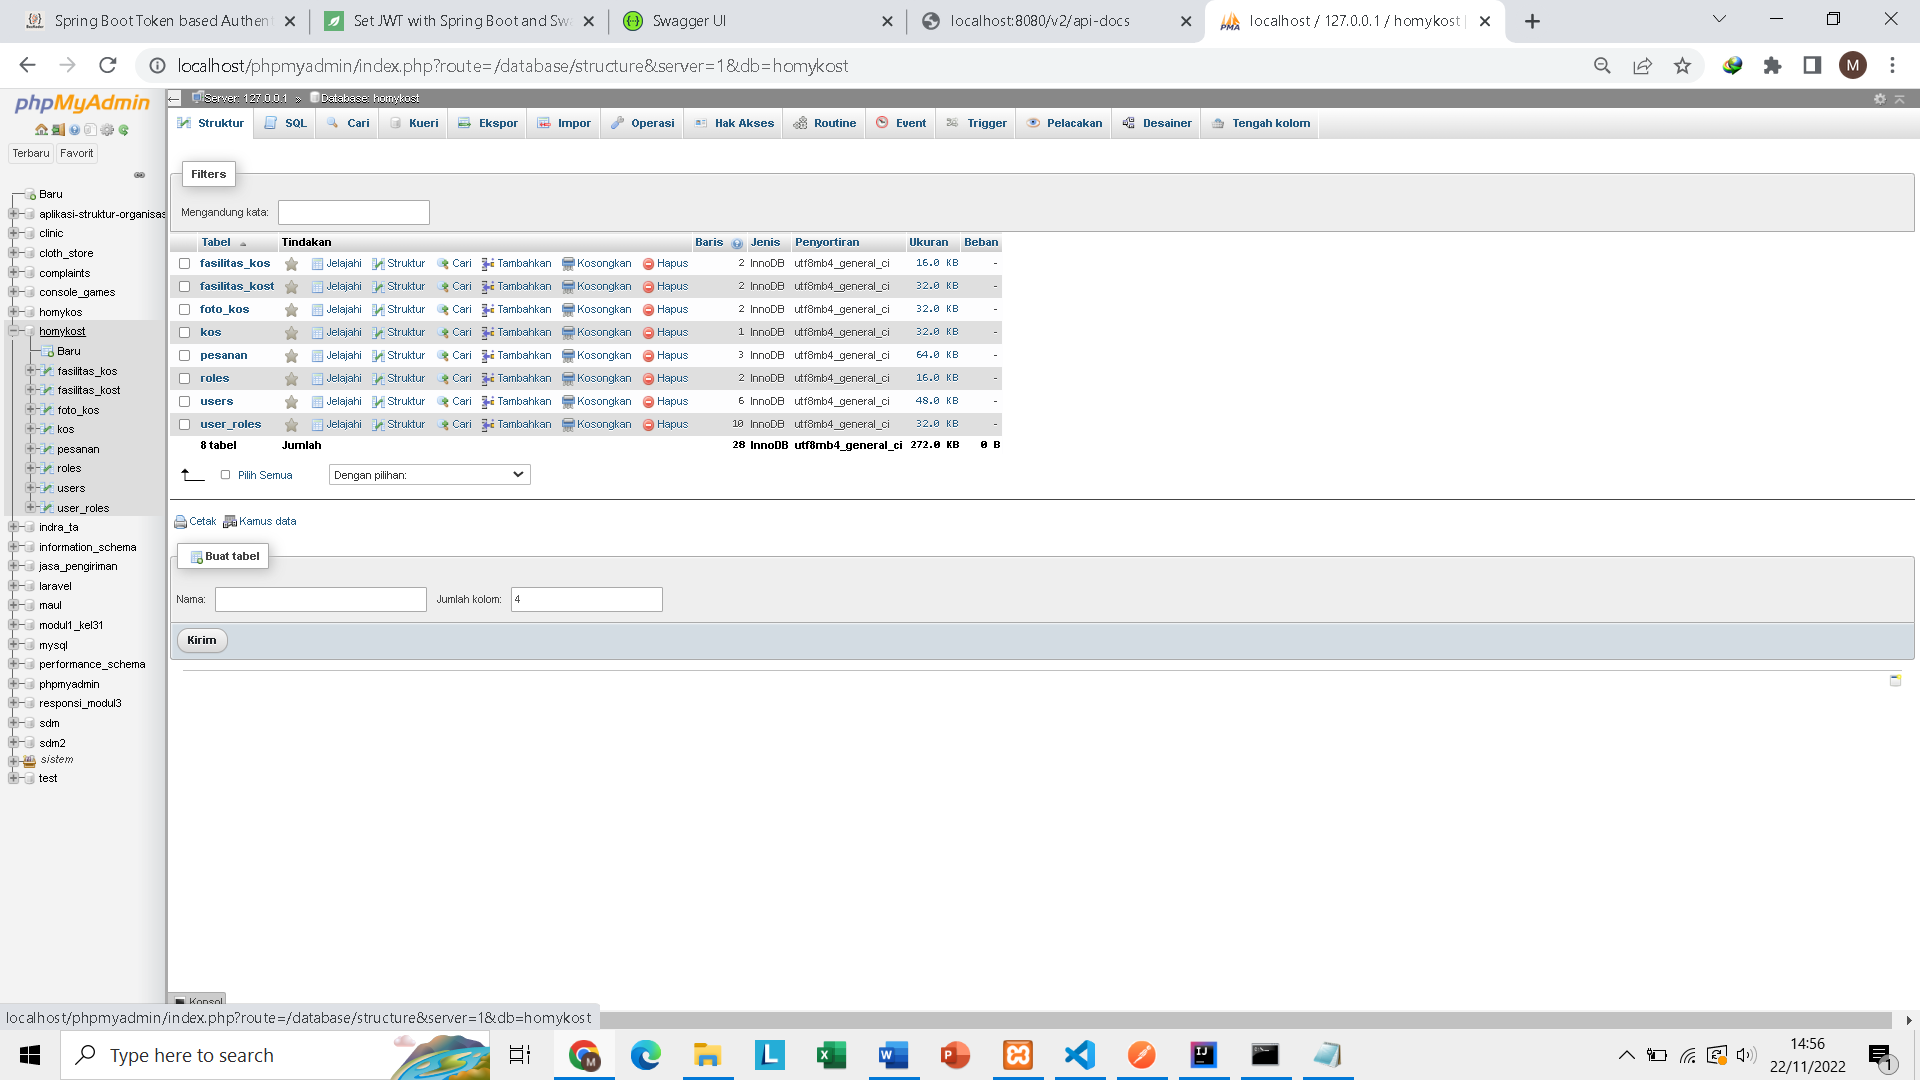 Spring Boot Token based Authen
Set JWT with Spring Boot and Sw
Swagger UI
localhost:8080/v2/api-docs
localhost / 127.0.0.1 / homykost
localhost/phpmyadmin/index.php?route=/database/structure&server=1&db=homykost
M
phpMyAdmin
Terbaru Favorit
Baru
aplikasi-struktur-organisas
clinic
cloth_store
complaints
console_games
homykos
homykost
Baru
fasilitas_kos
fasilitas_kost
foto_kos
kos
pesanan
roles
users
user_roles
indra_ta
information_schema
jasa_pengiriman
laravel
maul
modul1_kel31
mysql
performance_schema
phpmyadmin
responsi_modul3
sdm
sdm2
sistem
test
Server: 127.0.0.1 » Database: homykost
Struktur SQL Cari Kueri Ekspor Impor Operasi Hak Akses Routine Event Trigger Pelacakan Desainer Tengah kolom
Filters
Mengandung kata:
Tabel Tindakan Baris Jenis Penyortiran Ukuran Beban
fasilitas_kos Jelajahi Struktur Cari Tambahkan Kosongkan Hapus 2 InnoDB utf8mb4_general_ci 16.0 KB -
fasilitas_kost Jelajahi Struktur Cari Tambahkan Kosongkan Hapus 2 InnoDB utf8mb4_general_ci 32.0 KB -
foto_kos Jelajahi Struktur Cari Tambahkan Kosongkan Hapus 2 InnoDB utf8mb4_general_ci 32.0 KB -
kos Jelajahi Struktur Cari Tambahkan Kosongkan Hapus 1 InnoDB utf8mb4_general_ci 32.0 KB -
pesanan Jelajahi Struktur Cari Tambahkan Kosongkan Hapus 3 InnoDB utf8mb4_general_ci 64.0 KB -
roles Jelajahi Struktur Cari Tambahkan Kosongkan Hapus 2 InnoDB utf8mb4_general_ci 16.0 KB -
users Jelajahi Struktur Cari Tambahkan Kosongkan Hapus 6 InnoDB utf8mb4_general_ci 48.0 KB -
user_roles Jelajahi Struktur Cari Tambahkan Kosongkan Hapus 10 InnoDB utf8mb4_general_ci 32.0 KB -
8 tabel Jumlah 28 InnoDB utf8mb4_general_ci 272.0 KB 0 B
Pilih Semua Dengan pilihan:
Cetak Kamus data
Buat tabel
Nama: Jumlah kolom: 4
Kirim
Konsol
localhost/phpmyadmin/index.php?route=/database/structure&server=1&db=homykost
Type here to search
14:56
22/11/2022
1